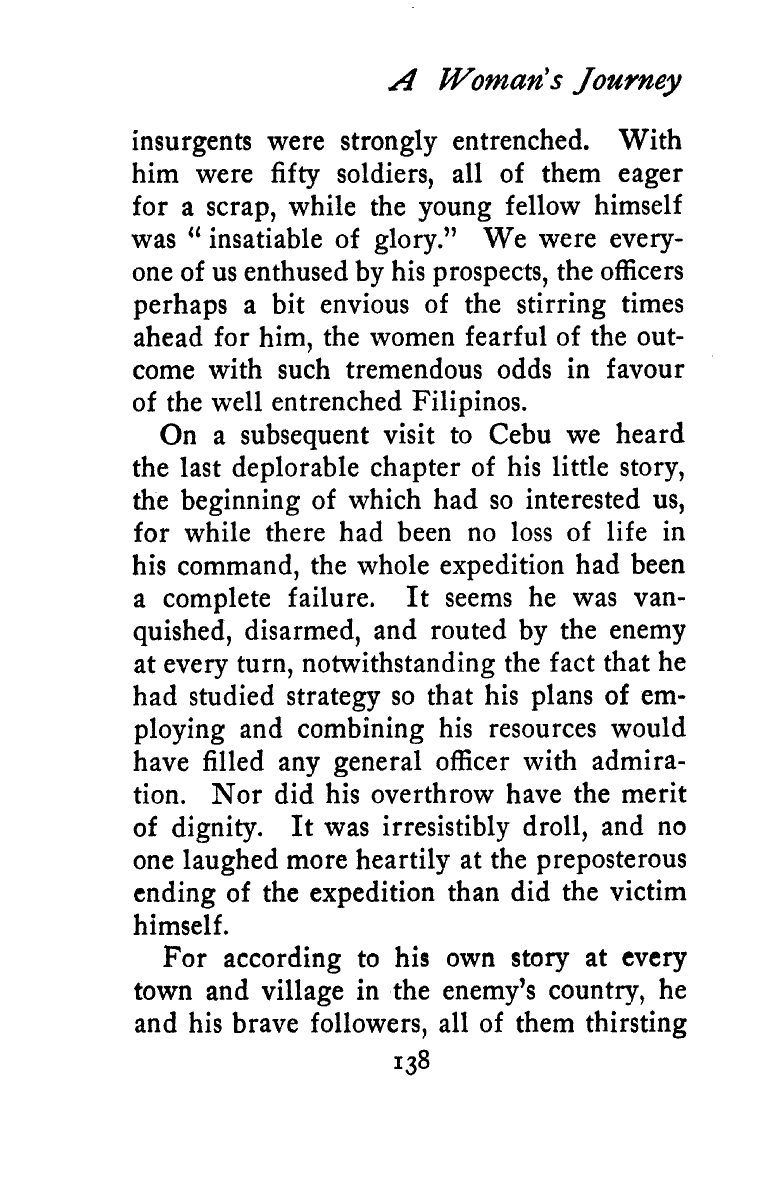 A Woman's Journey
insurgents were strongly entrenched. With
him were fifty soldiers, all of them eager
for a scrap, while the young fellow himself
was “ insatiable of glory.” We were every-
one of us enthused by his prospects, the officers
perhaps a bit envious of the stirring times
ahead for him, the women fearful of the out-
come with such tremendous odds in favour
of the well entrenched Filipinos.
On a subsequent visit to Cebu we heard
the last deplorable chapter of his little story,
the beginning of which had so interested us,
for while there had been no loss of life in
his command, the whole expedition had been
a complete failure. It seems he was van-
quished, disarmed, and routed by the enemy
at every turn, notwithstanding the fact that he
had studied strategy so that his plans of em-
ploying and combining his resources would
have filled any general officer with admira-
tion. Nor did his overthrow have the merit
of dignity. It was irresistibly droll, and no
one laughed more heartily at the preposterous
ending of the expedition than did the victim
himself.
For according to his own story at every
town and village in the enemy's country, he
and his brave followers, all of them thirsting
138